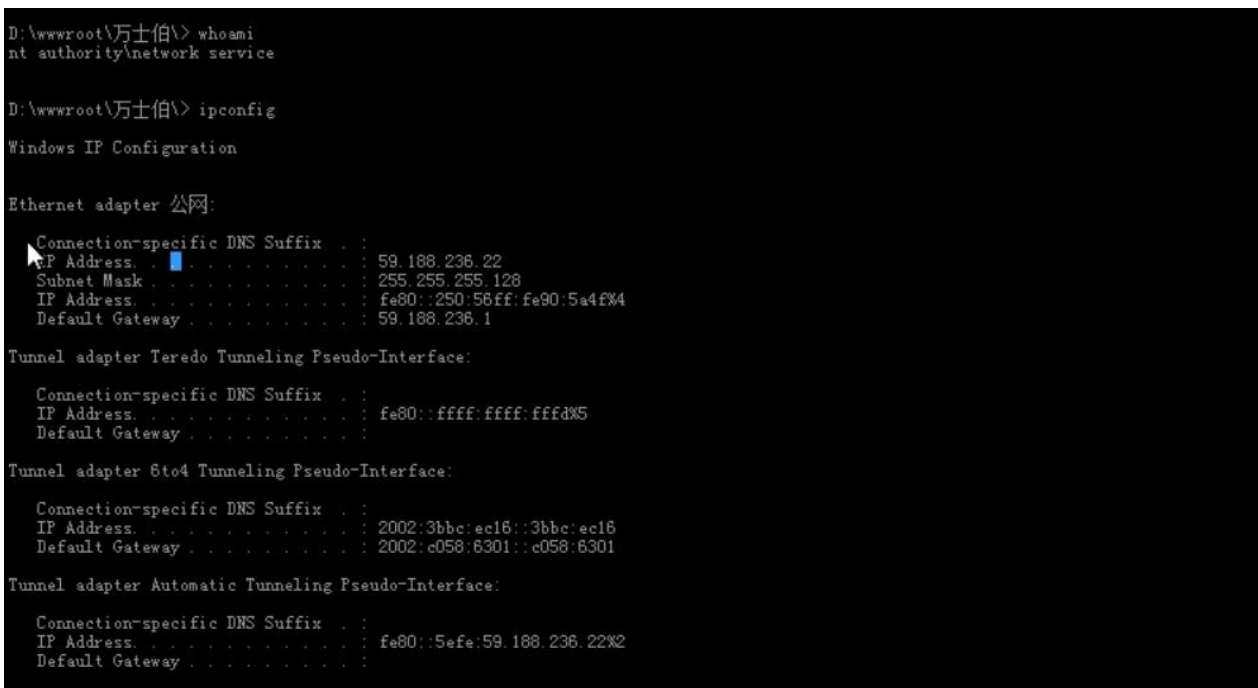 D:\wwwroot\万士伯\> whoami
nt authority\network service
D:\wwwroot\万士伯\> ipconfig
Windows IP Configuration
Ethernet adapter 公网:
Connection-specific DNS Suffix . :
IP Address. . . . . . . . . . . . : 59.188.236.22
Subnet Mask . . . . . . . . . . . : 255.255.255.128
IP Address. . . . . . . . . . . . : fe80::250:56ff:fe90:5a4f%4
Default Gateway . . . . . . . . . : 59.188.236.1
Tunnel adapter Teredo Tunneling Pseudo-Interface:
Connection-specific DNS Suffix . :
IP Address. . . . . . . . . . . . : fe80::ffff:ffff:fffd%5
Default Gateway . . . . . . . . . :
Tunnel adapter 6to4 Tunneling Pseudo-Interface:
Connection-specific DNS Suffix . :
IP Address. . . . . . . . . . . . : 2002:3bbc:ec16::3bbc:ec16
Default Gateway . . . . . . . . . : 2002:c058:6301::c058:6301
Tunnel adapter Automatic Tunneling Pseudo-Interface:
Connection-specific DNS Suffix . :
IP Address. . . . . . . . . . . . : fe80::5efe:59.188.236.22%2
Default Gateway . . . . . . . . . :